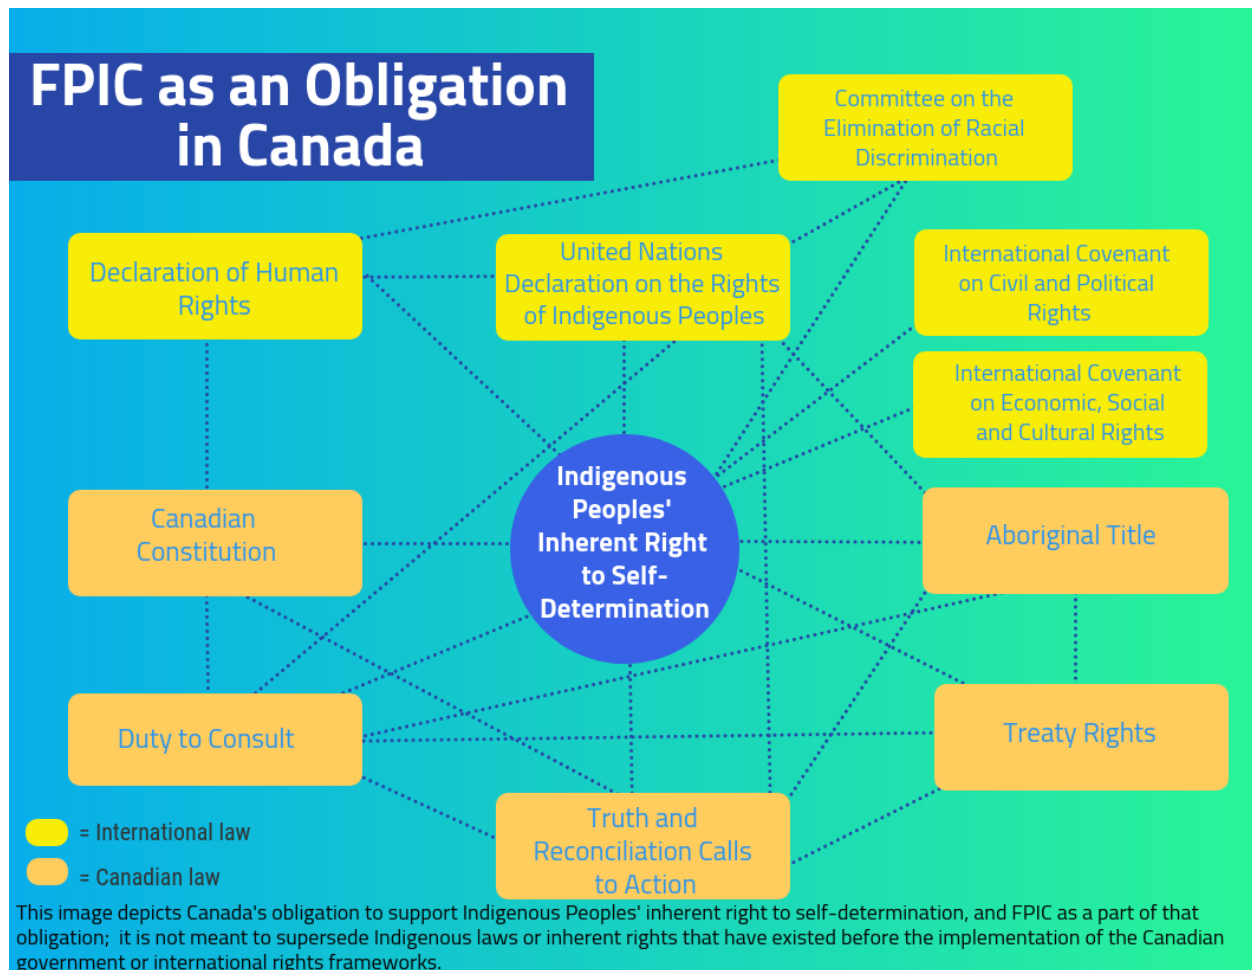 FPIC as an Obligation
in Canada
Committee on the
Elimination of Racial
Discrimination
Declaration of Human
Rights
United Nations
Declaration on the Rights
of Indigenous Peoples
International Covenant
on Civil and Political
Rights
International Covenant
on Economic, Social
and Cultural Rights
Indigenous
Peoples'
Inherent Right
to Self-
Determination
Canadian
Constitution
Aboriginal Title
Duty to Consult
Treaty Rights
Truth and
Reconciliation Calls
to Action
= International law
= Canadian law
This image depicts Canada's obligation to support Indigenous Peoples' inherent right to self-determination, and FPIC as a part of that
obligation; it is not meant to supersede Indigenous laws or inherent rights that have existed before the implementation of the Canadian
government or international rights frameworks.